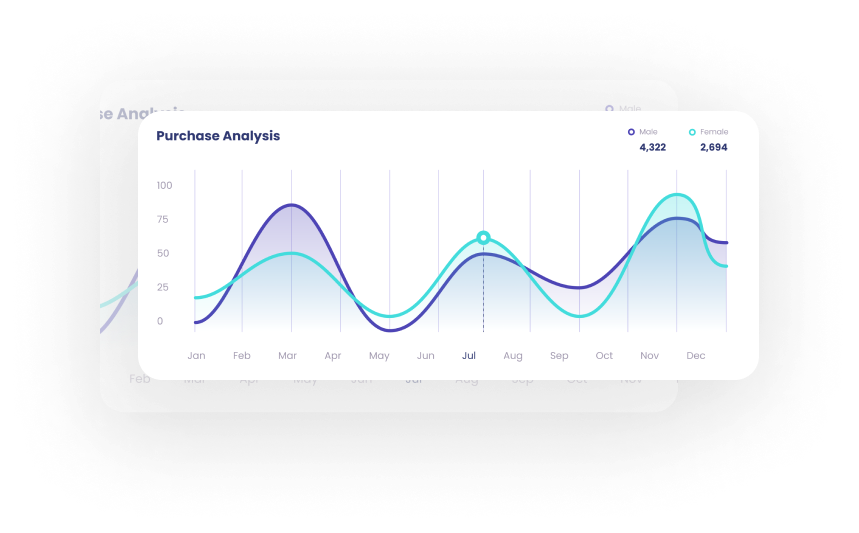 se Analysis
Male
Purchase Analysis
Male
Female
4,322
2,694
100
75
50
25
0
Jan Feb Mar Apr May Jun Jul Aug Sep Oct Nov Dec
Feb Mar Apr May Jun Jul Aug Sep Oct Nov